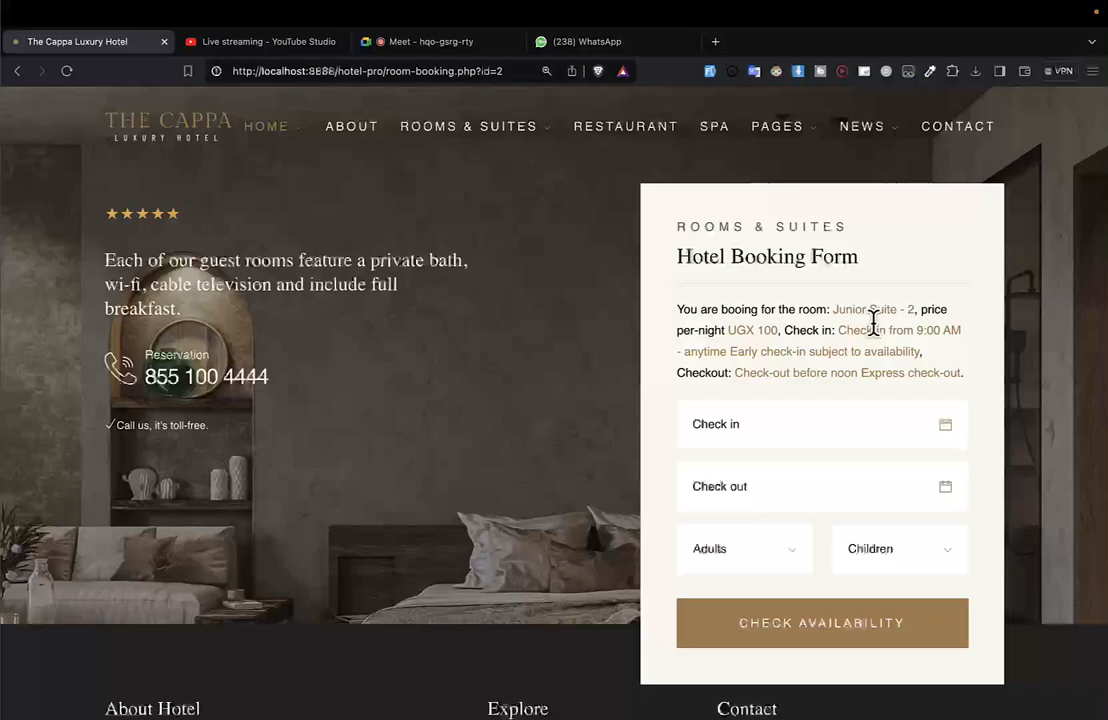 The Cappa Luxury Hotel
Live streaming - YouTube Studio
Meet - hqo-gsrg-rty
(238) WhatsApp
http://localhost:8888/hotel-pro/room-booking.php?id=2
VPN
THE CAPPA
LUXURY HOTEL
HOME
ABOUT
ROOMS & SUITES
RESTAURANT
SPA
PAGES
NEWS
CONTACT
Each of our guest rooms feature a private bath,
wi-fi, cable television and include full
breakfast.
Reservation
855 100 4444
Call us, it's toll-free.
ROOMS & SUITES
Hotel Booking Form
You are booing for the room: Junior Suite - 2, price
per-night UGX 100, Check in: Check-in from 9:00 AM
- anytime Early check-in subject to availability,
Checkout: Check-out before noon Express check-out.
Check in
Check out
Adults
Children
CHECK AVAILABILITY
About Hotel
Explore
Contact